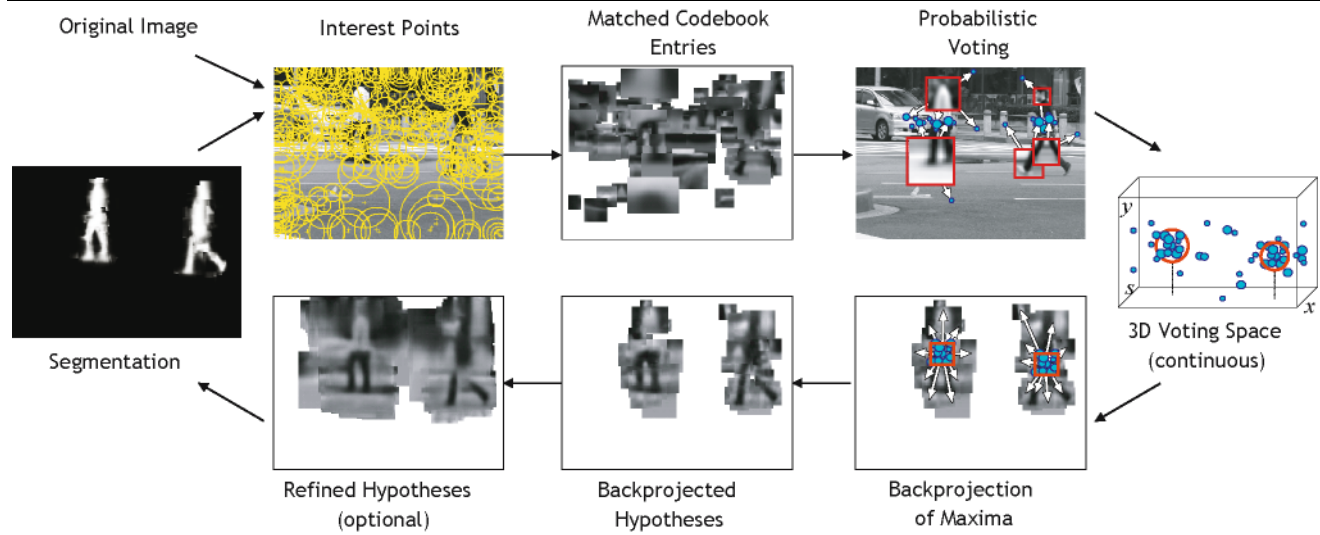 Original Image
Interest Points
Matched Codebook
Entries
Probabilistic
Voting
y
s
x
3D Voting Space
(continuous)
Segmentation
Refined Hypotheses
(optional)
Backprojected
Hypotheses
Backprojection
of Maxima